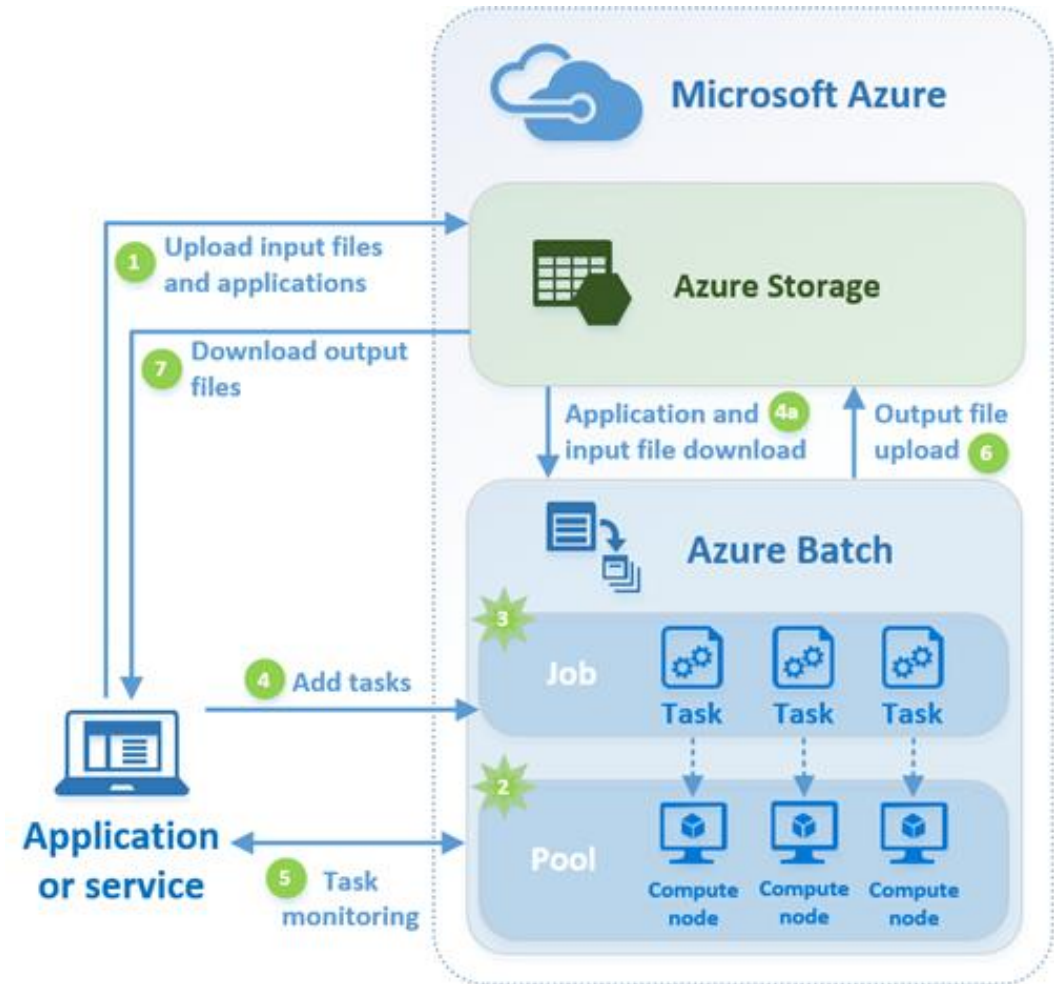 Microsoft Azure
1
Upload input files
and applications
Azure Storage
7
Download output
files
Application and 4a
input file download
Output file
upload 6
Azure Batch
3
Job
Task
Task
Task
4 Add tasks
2
Pool
Compute
node
Compute
node
Compute
node
Application
or service
5 Task
monitoring